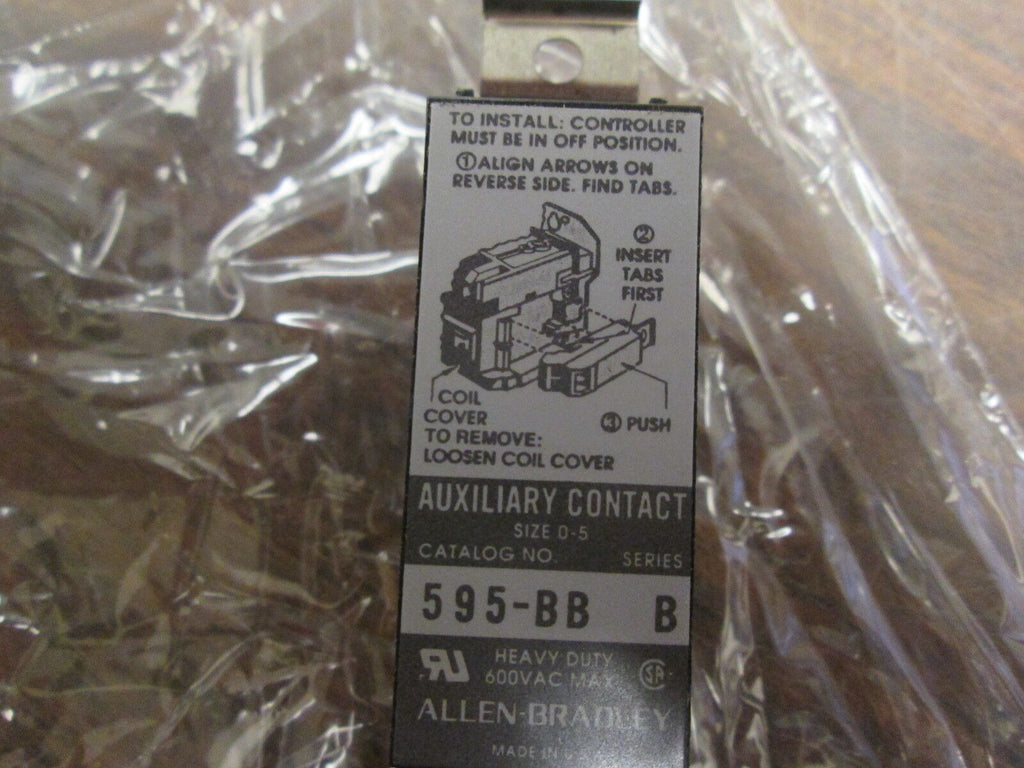 TO INSTALL: CONTROLLER
MUST BE IN OFF POSITION.
①ALIGN ARROWS ON
REVERSE SIDE. FIND TABS.
②
INSERT
TABS
FIRST
COIL
COVER
③ PUSH
TO REMOVE:
LOOSEN COIL COVER
AUXILIARY CONTACT
SIZE 0-5
CATALOG NO. SERIES
595-BB B
HEAVY DUTY
600VAC MAX.
ALLEN-BRADLEY
MADE IN